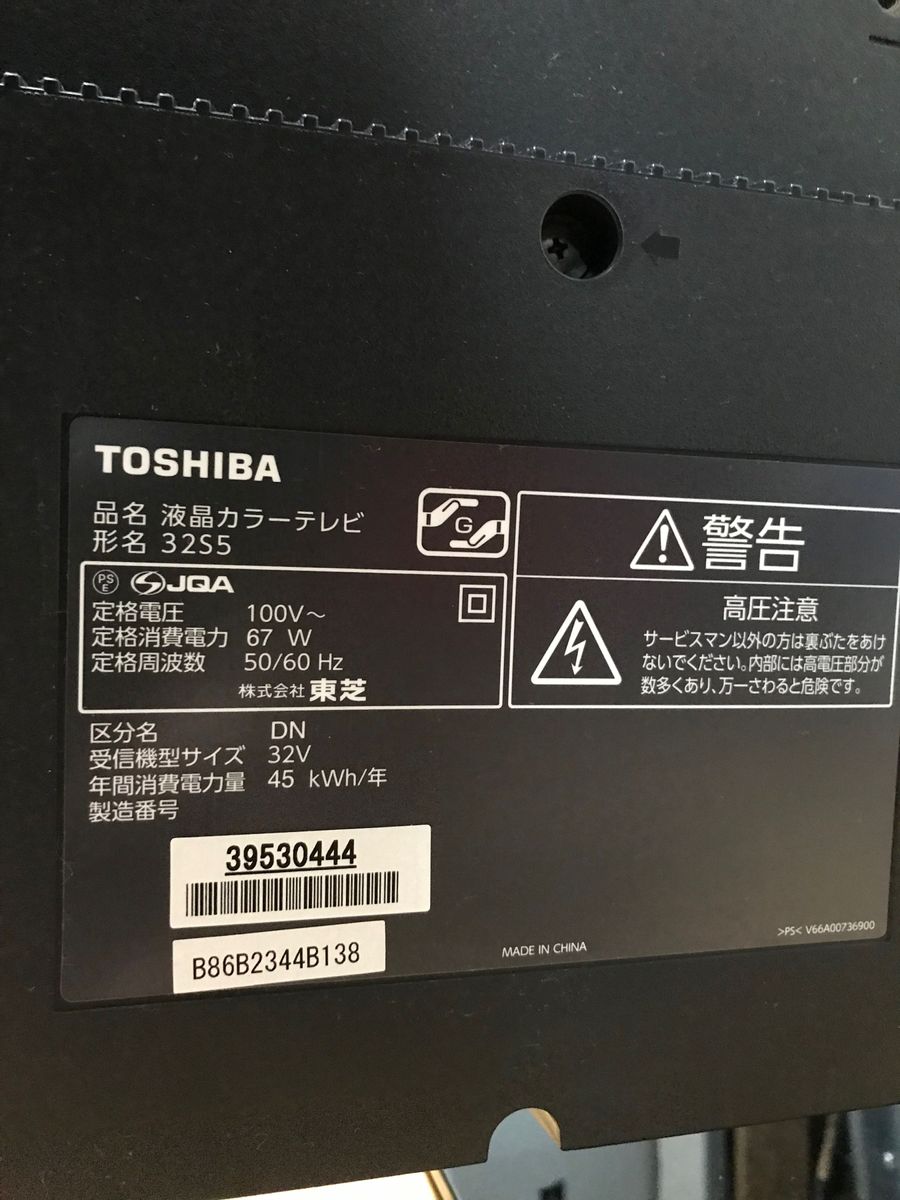 TOSHIBA
品名 液晶カラーテレビ
形名 32S5
G
警告
PS
E
JQA
定格電圧 100V～
定格消費電力 67 W
定格周波数 50/60 Hz
株式会社 東芝
高圧注意
サービスマン以外の方は裏ぶたをあけ
ないでください。内部には高電圧部分が
数多くあり、万一さわると危険です。
区分名 DN
受信機型サイズ 32V
年間消費電力量 45 kWh/年
製造番号
39530444
B86B2344B138
MADE IN CHINA
>PS< V66A00736900